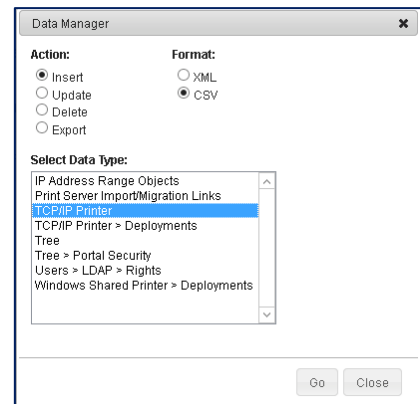 Data Manager
Action: Format:
Insert XML
Update CSV
Delete
Export
Select Data Type:
IP Address Range Objects
Print Server Import/Migration Links
TCP/IP Printer
TCP/IP Printer > Deployments
Tree
Tree > Portal Security
Users > LDAP > Rights
Windows Shared Printer > Deployments
Go Close